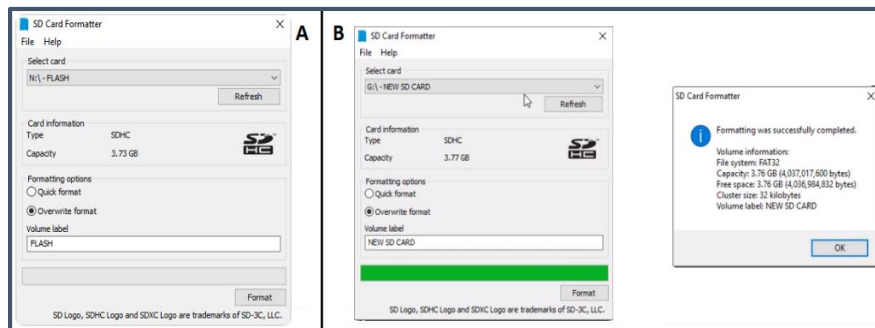 SD Card Formatter
A
File Help
Select card
N:\ - FLASH
Refresh
Card information
Type SDHC
Capacity 3.73 GB
SD HC
Formatting options
Quick format
Overwrite format
Volume label
FLASH
Format
SD Logo, SDHC Logo and SDXC Logo are trademarks of SD-3C, LLC.
B
SD Card Formatter
File Help
Select card
G:\ - NEW SD CARD
Refresh
Card information
Type SDHC
Capacity 3.77 GB
SD HC
Formatting options
Quick format
Overwrite format
Volume label
NEW SD CARD
Format
SD Logo, SDHC Logo and SDXC Logo are trademarks of SD-3C, LLC.
SD Card Formatter
Formatting was successfully completed.
Volume information:
File system: FAT32
Capacity: 3.76 GB (4,037,017,600 bytes)
Free space: 3.76 GB (4,036,984,832 bytes)
Cluster size: 32 kilobytes
Volume label: NEW SD CARD
OK